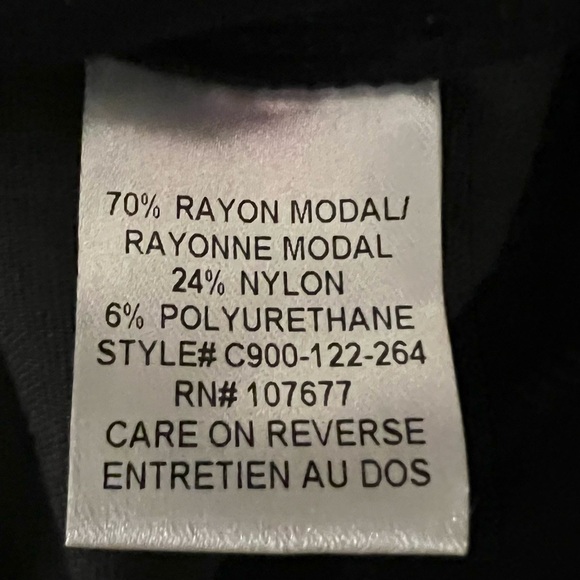 70% RAYON MODAL/
RAYONNE MODAL
24% NYLON
6% POLYURETHANE
STYLE# C900-122-264
RN# 107677
CARE ON REVERSE
ENTRETIEN AU DOS